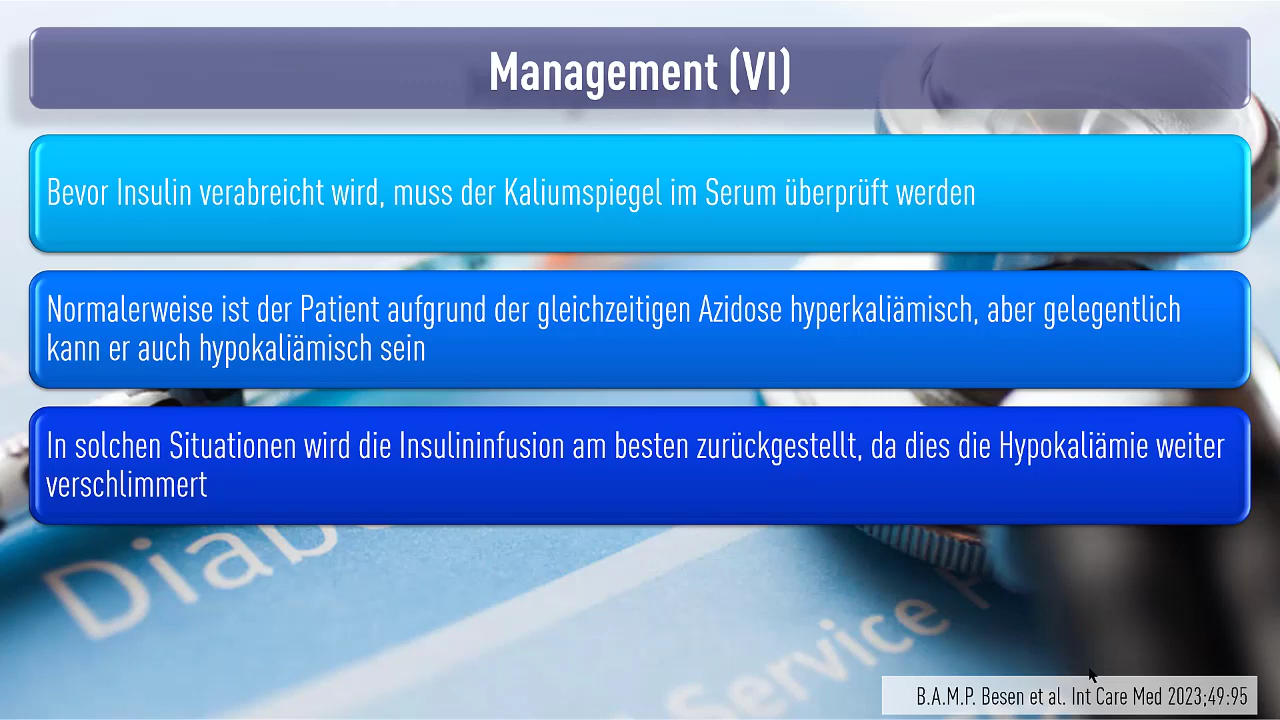 Management (VI)
Bevor Insulin verabreicht wird, muss der Kaliumspiegel im Serum überprüft werden
Normalerweise ist der Patient aufgrund der gleichzeitigen Azidose hyperkaliämisch, aber gelegentlich
kann er auch hypokaliämisch sein
In solchen Situationen wird die Insulininfusion am besten zurückgestellt, da dies die Hypokaliämie weiter
verschlimmert
Diab
Service
B.A.M.P. Besen et al. Int Care Med 2023;49:95